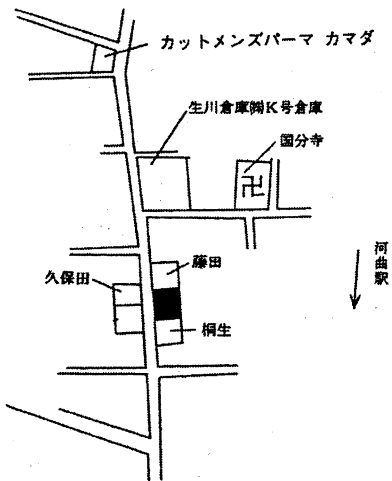 カットメンズパーマ カマダ
生川倉庫㈱K号倉庫
国分寺
卍
藤田
久保田
桐生
河曲駅